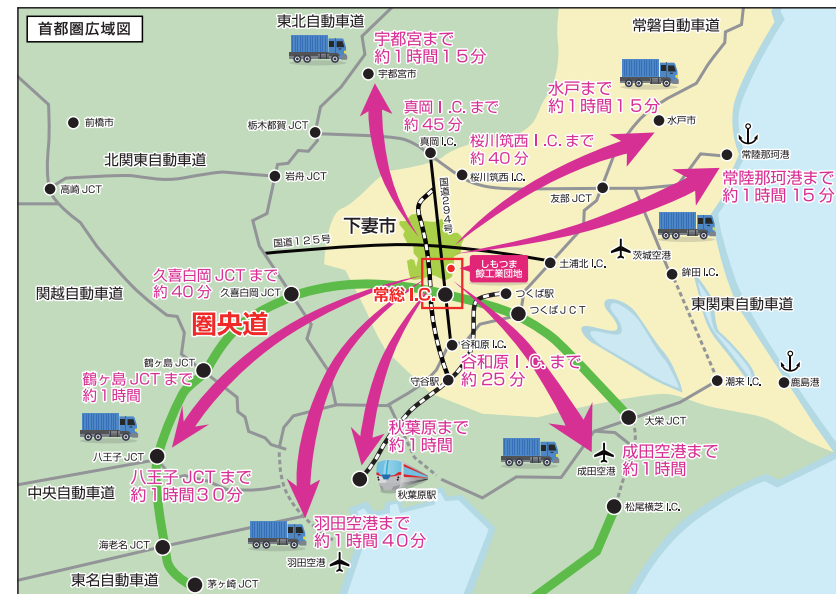 首都圏広域図
東北自動車道
常磐自動車道
宇都宮まで
約1時間15分
宇都宮市
水戸まで
約1時間15分
水戸市
前橋市
栃木都賀JCT
真岡I.C.まで
約45分
真岡I.C.
桜川筑西I.C.まで
約40分
桜川筑西I.C.
常陸那珂港
常陸那珂港まで
約1時間15分
北関東自動車道
岩舟JCT
高崎JCT
友部JCT
国道294号
下妻市
国道125号
しもつま
鯨工業団地
土浦北I.C.
茨城空港
鉾田I.C.
久喜白岡JCTまで
約40分
久喜白岡JCT
関越自動車道
常総I.C.
つくば駅
つくばJCT
東関東自動車道
圏央道
谷和原I.C.
谷和原I.C.まで
約25分
守谷駅
鶴ヶ島JCT
鶴ヶ島JCTまで
約1時間
潮来I.C.
鹿島港
大栄JCT
秋葉原まで
約1時間
秋葉原駅
成田空港
成田空港まで
約1時間
八王子JCT
八王子JCTまで
約1時間30分
中央自動車道
松尾横芝I.C.
羽田空港まで
約1時間40分
羽田空港
海老名JCT
東名自動車道
茅ヶ崎JCT